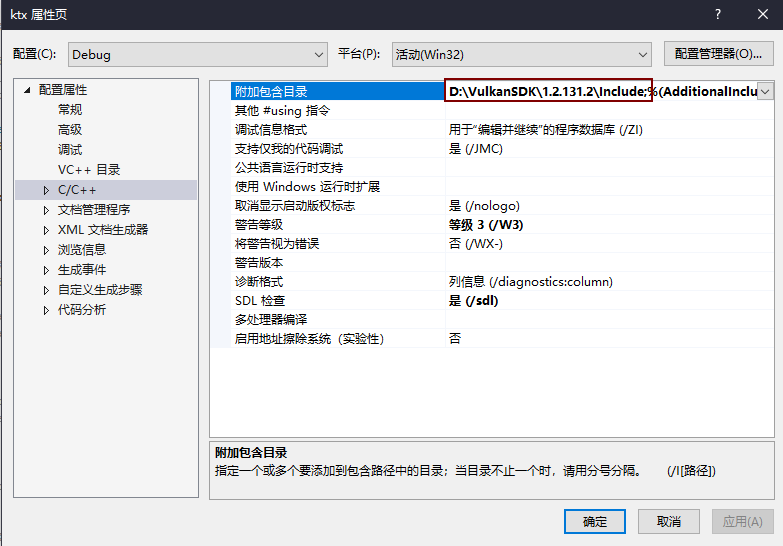 ktx 属性页
配置(C): Debug 平台(P): 活动(Win32) 配置管理器(O)...
配置属性
常规
高级
调试
VC++ 目录
C/C++
文档管理程序
XML 文档生成器
浏览信息
生成事件
自定义生成步骤
代码分析
附加包含目录 D:\VulkanSDK\1.2.131.2\Include;%(AdditionalInclu
其他 #using 指令
调试信息格式 用于“编辑并继续”的程序数据库 (/ZI)
支持仅我的代码调试 是 (/JMC)
公共语言运行时支持
使用 Windows 运行时扩展
取消显示启动版权标志 是 (/nologo)
警告等级 等级 3 (/W3)
将警告视为错误 否 (/WX-)
警告版本
诊断格式 列信息 (/diagnostics:column)
SDL 检查 是 (/sdl)
多处理器编译
启用地址擦除系统（实验性） 否
附加包含目录
指定一个或多个要添加到包含路径中的目录；当目录不止一个时，请用分号分隔。 (/I[路径])
确定 取消 应用(A)